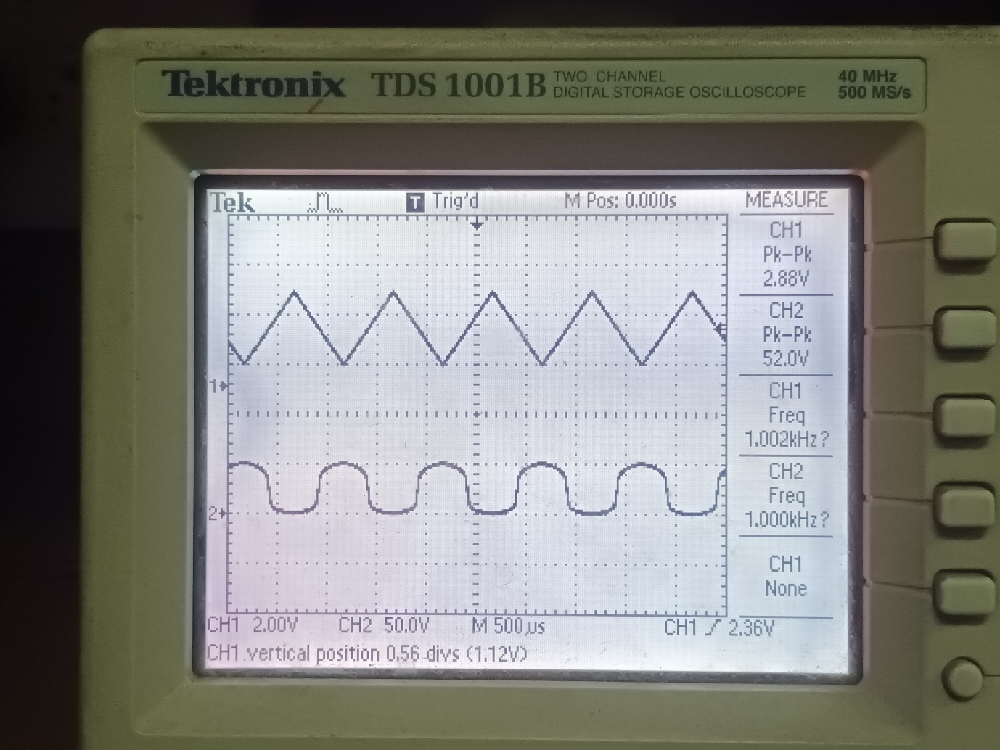 Tektronix TDS 1001B TWO CHANNEL DIGITAL STORAGE OSCILLOSCOPE 40 MHz 500 MS/s
Tek T Trig'd M Pos: 0.000s MEASURE
CH1
Pk-Pk
2.88V
CH2
Pk-Pk
52.0V
CH1
Freq
1.002kHz?
CH2
Freq
1.000kHz?
CH1
None
1
2
CH1 2.00V CH2 50.0V M 500µs CH1 2.36V
CH1 vertical position 0.56 divs (1.12V)